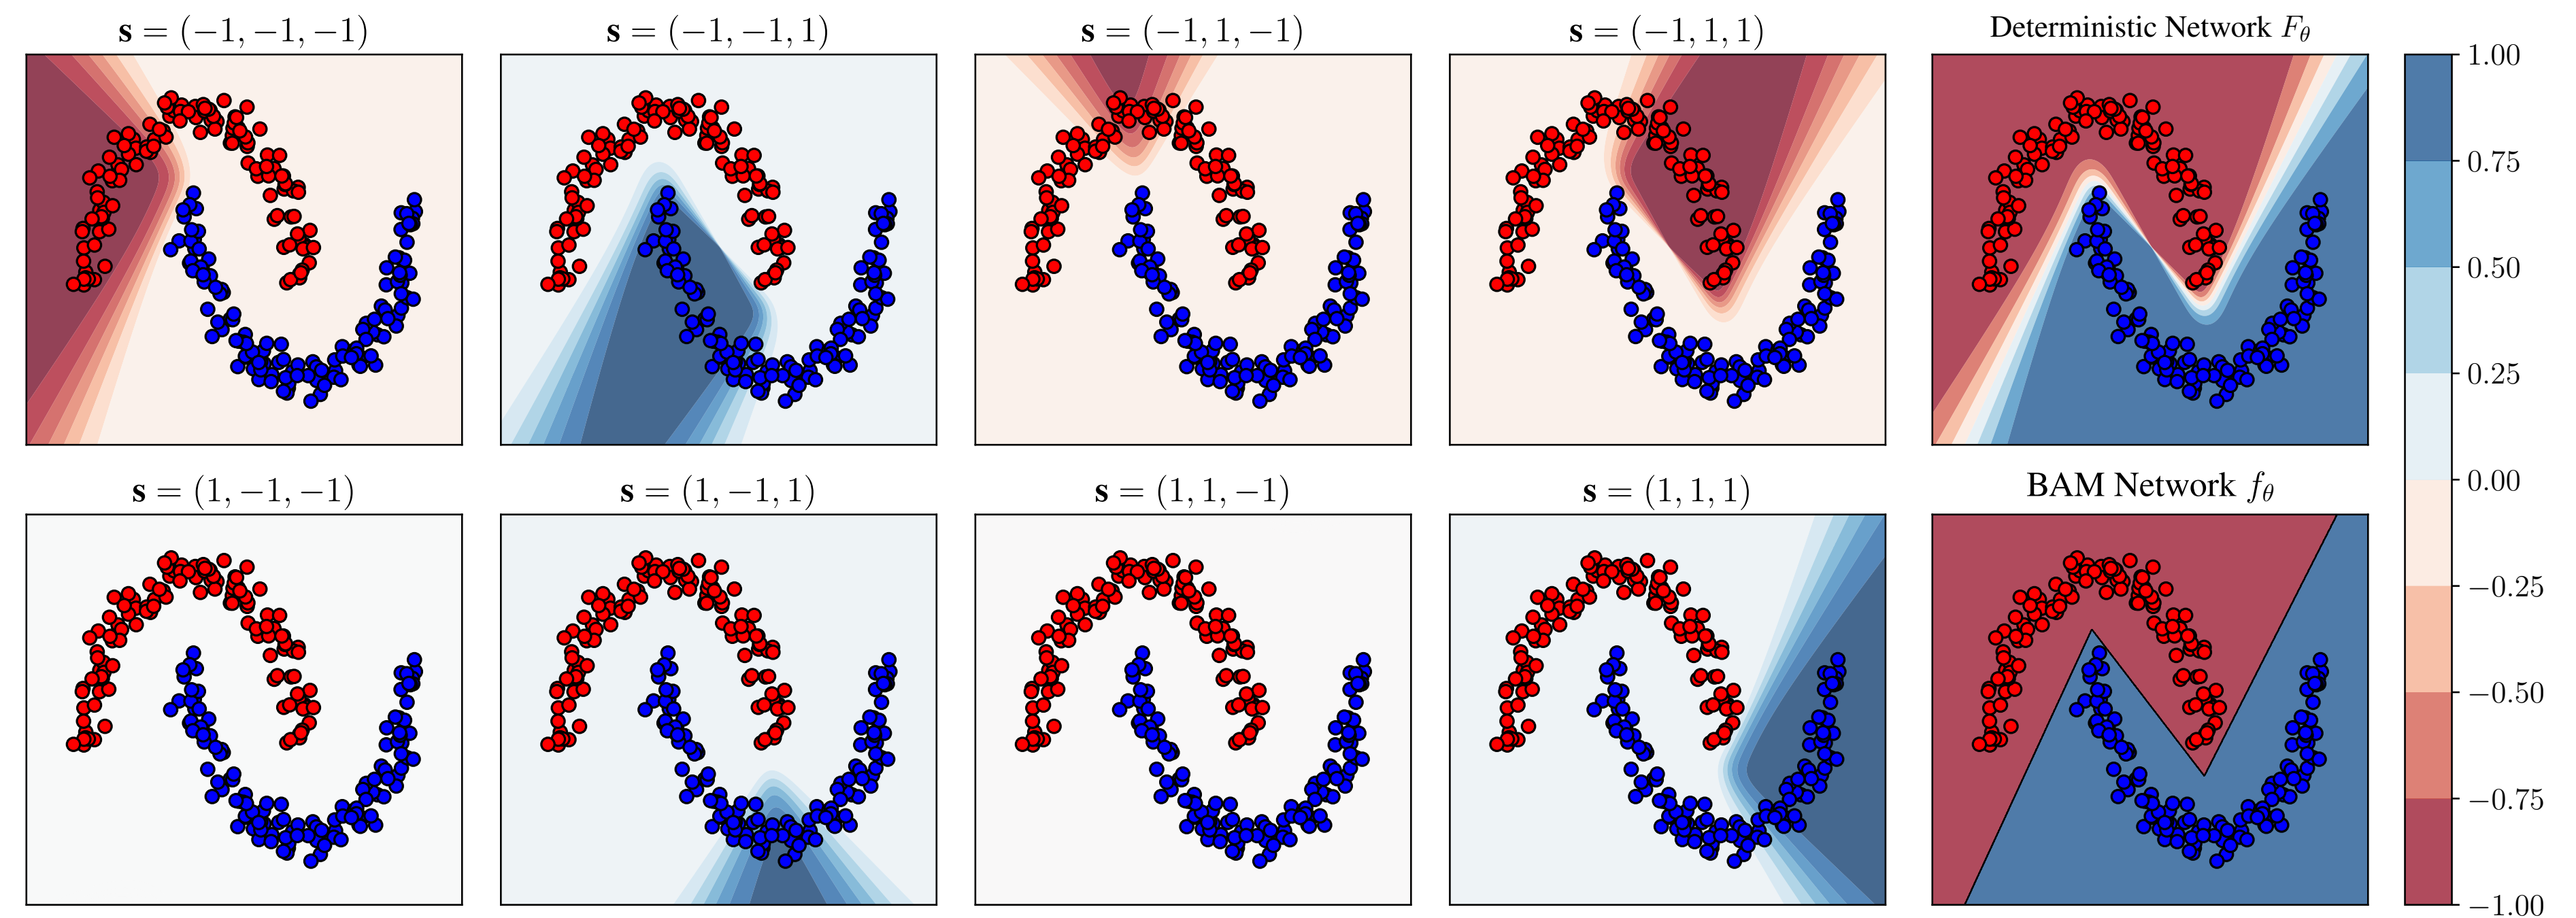 s = (−1, −1, −1)
s = (−1, −1, 1)
s = (−1, 1, −1)
s = (−1, 1, 1)
Deterministic Network F_θ
s = (1, −1, −1)
s = (1, −1, 1)
s = (1, 1, −1)
s = (1, 1, 1)
BAM Network f_θ
1.00
0.75
0.50
0.25
0.00
−0.25
−0.50
−0.75
−1.00